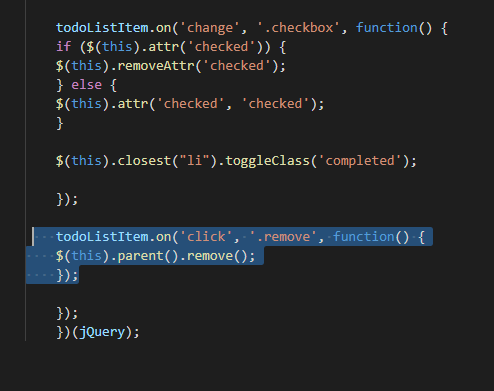 todoListItem.on('change', '.checkbox', function() {
if ($(this).attr('checked')) {
$(this).removeAttr('checked');
} else {
$(this).attr('checked', 'checked');
}
$(this).closest("li").toggleClass('completed');
});
todoListItem.on('click', '.remove', function() {
$(this).parent().remove();
});
});
})(jQuery);